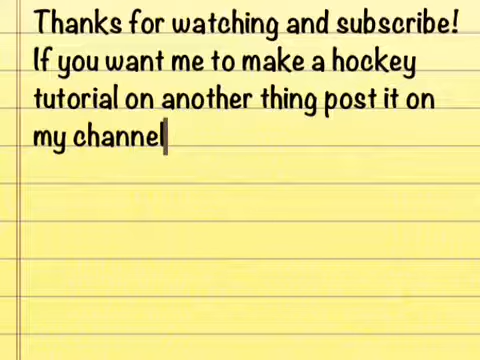 Thanks for watching and subscribe!
If you want me to make a hockey
tutorial on another thing post it on
my channel